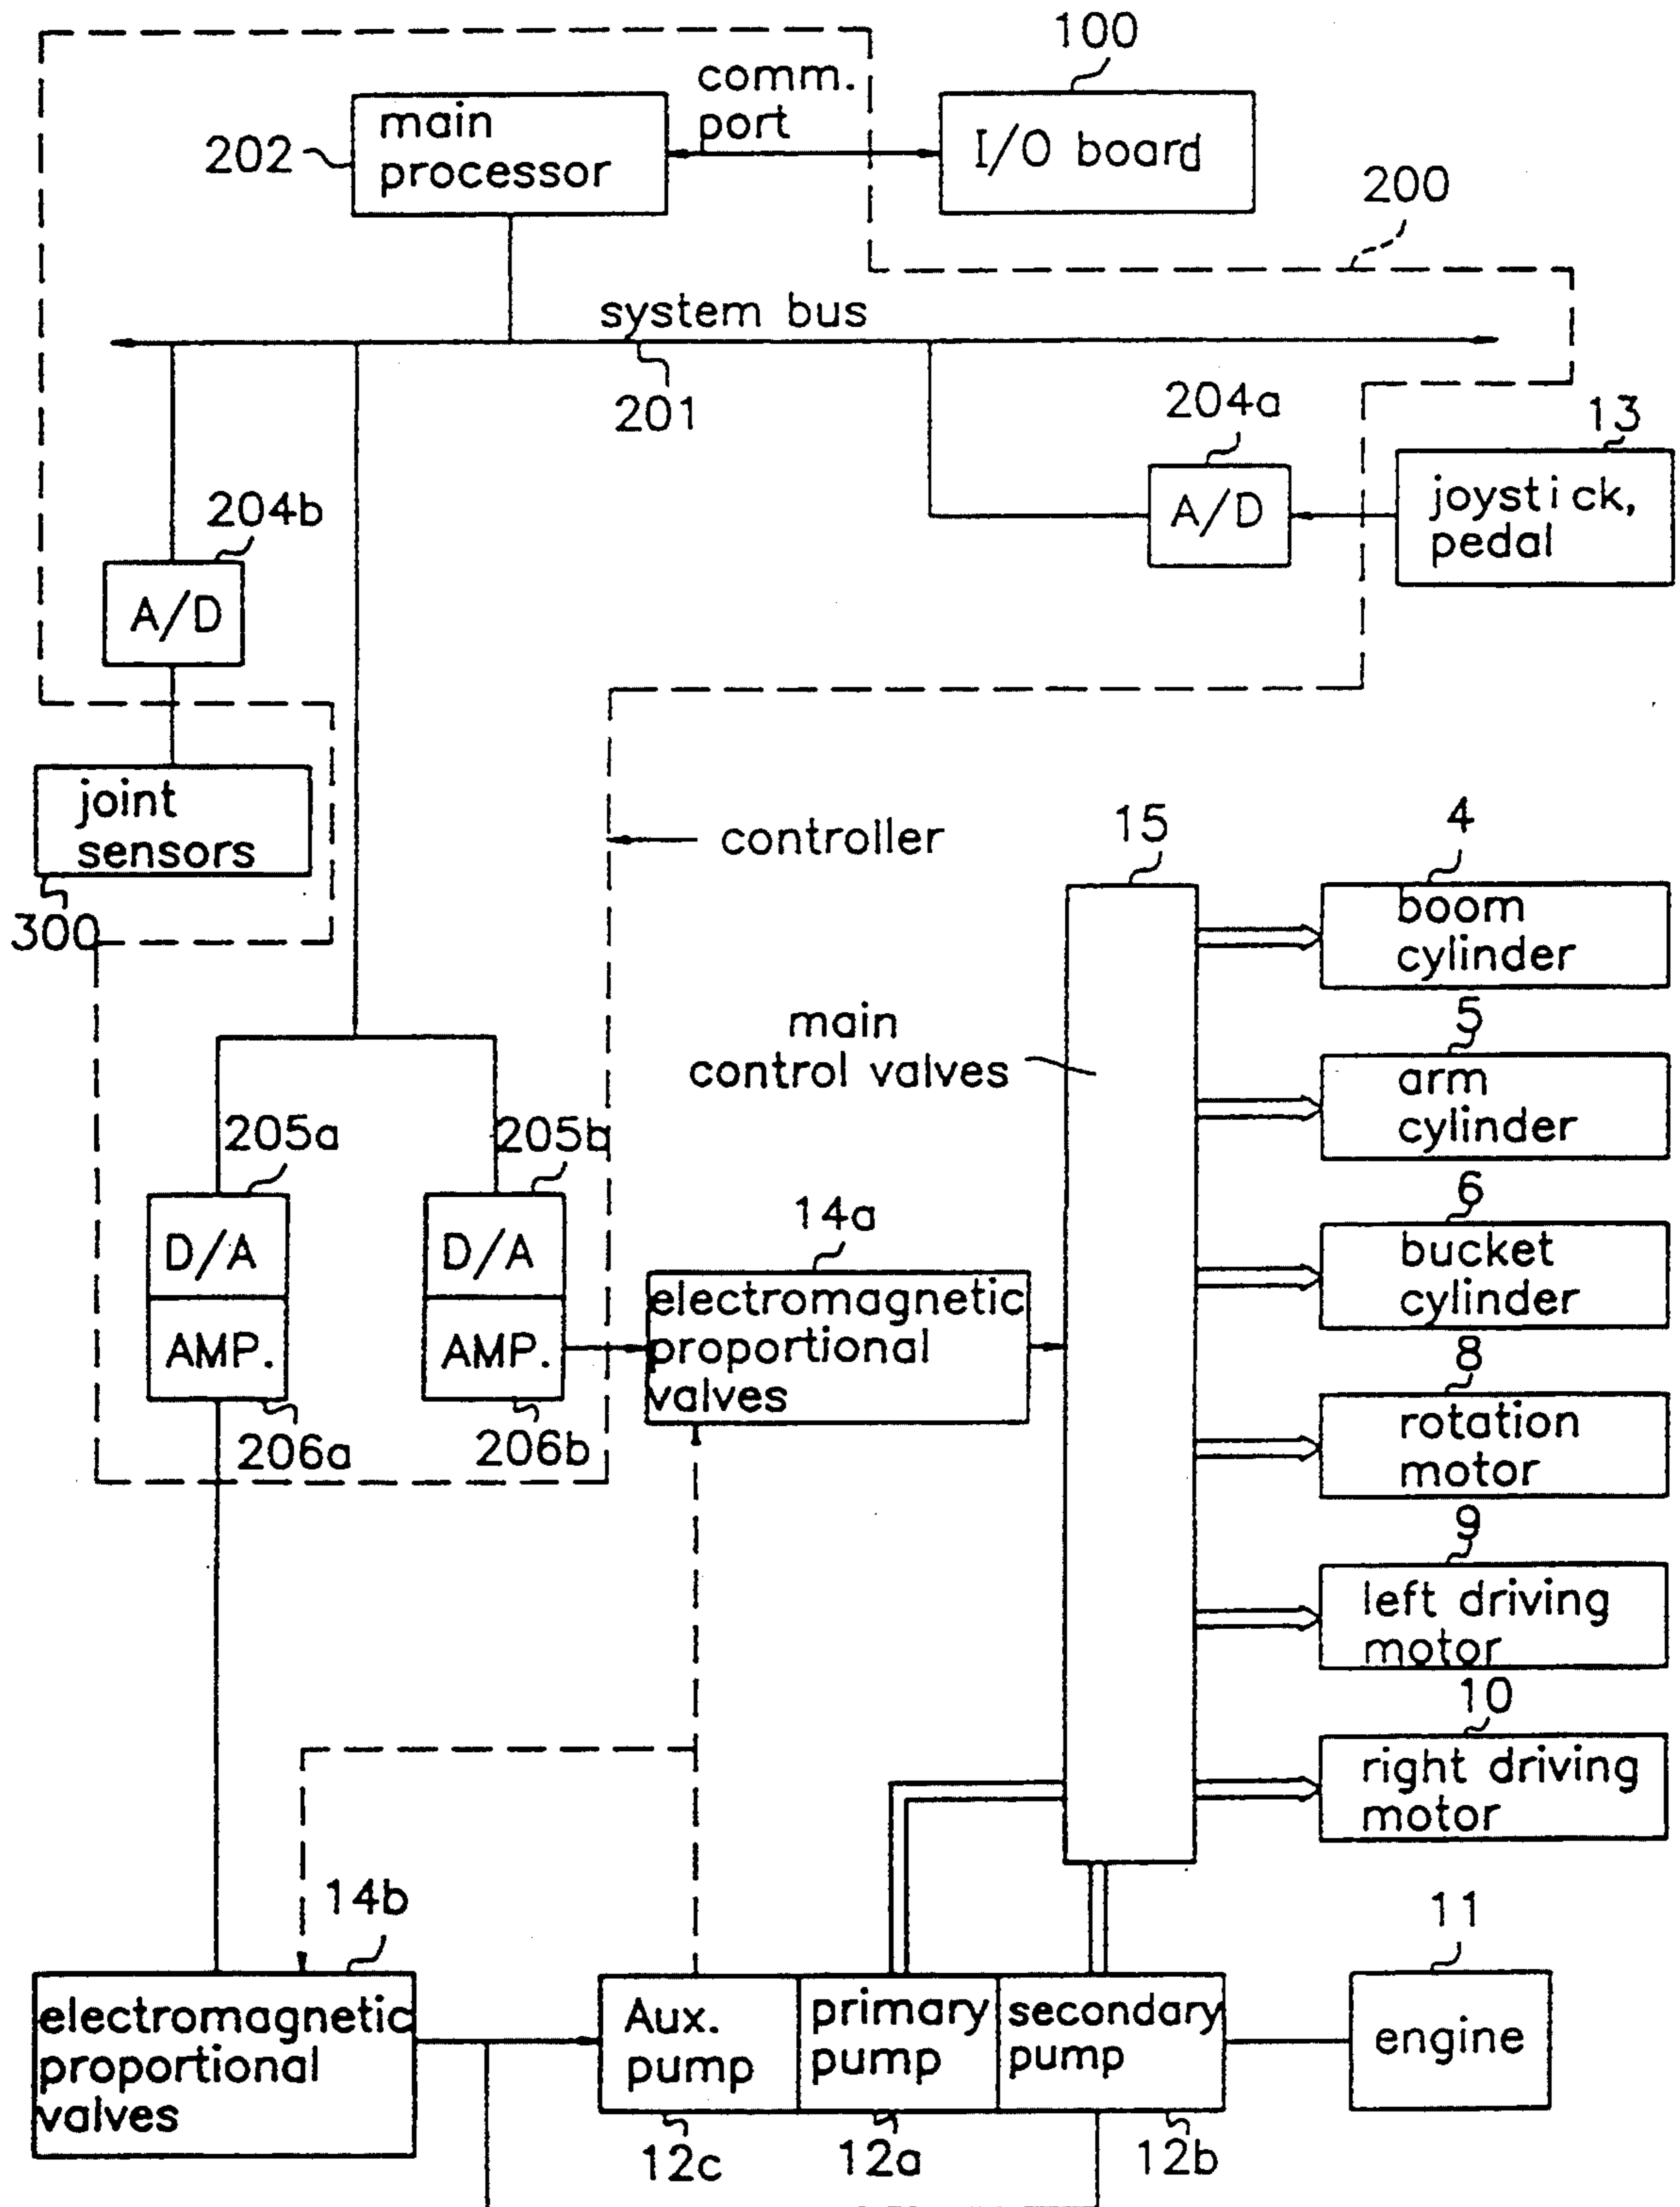 100
comm.
port
main
processor
202
I/O board
200
system bus
201
204a
13
A/D
joystick,
pedal
204b
A/D
joint
sensors
300
controller
15
4
boom
cylinder
5
main
control valves
arm
cylinder
205a
205b
6
14a
bucket
cylinder
D/A
AMP.
D/A
AMP.
electromagnetic
proportional
valves
206a
206b
8
rotation
motor
9
left driving
motor
10
right driving
motor
14b
11
electromagnetic
proportional
valves
Aux.
pump
primary
pump
secondary
pump
engine
12c
12a
12b